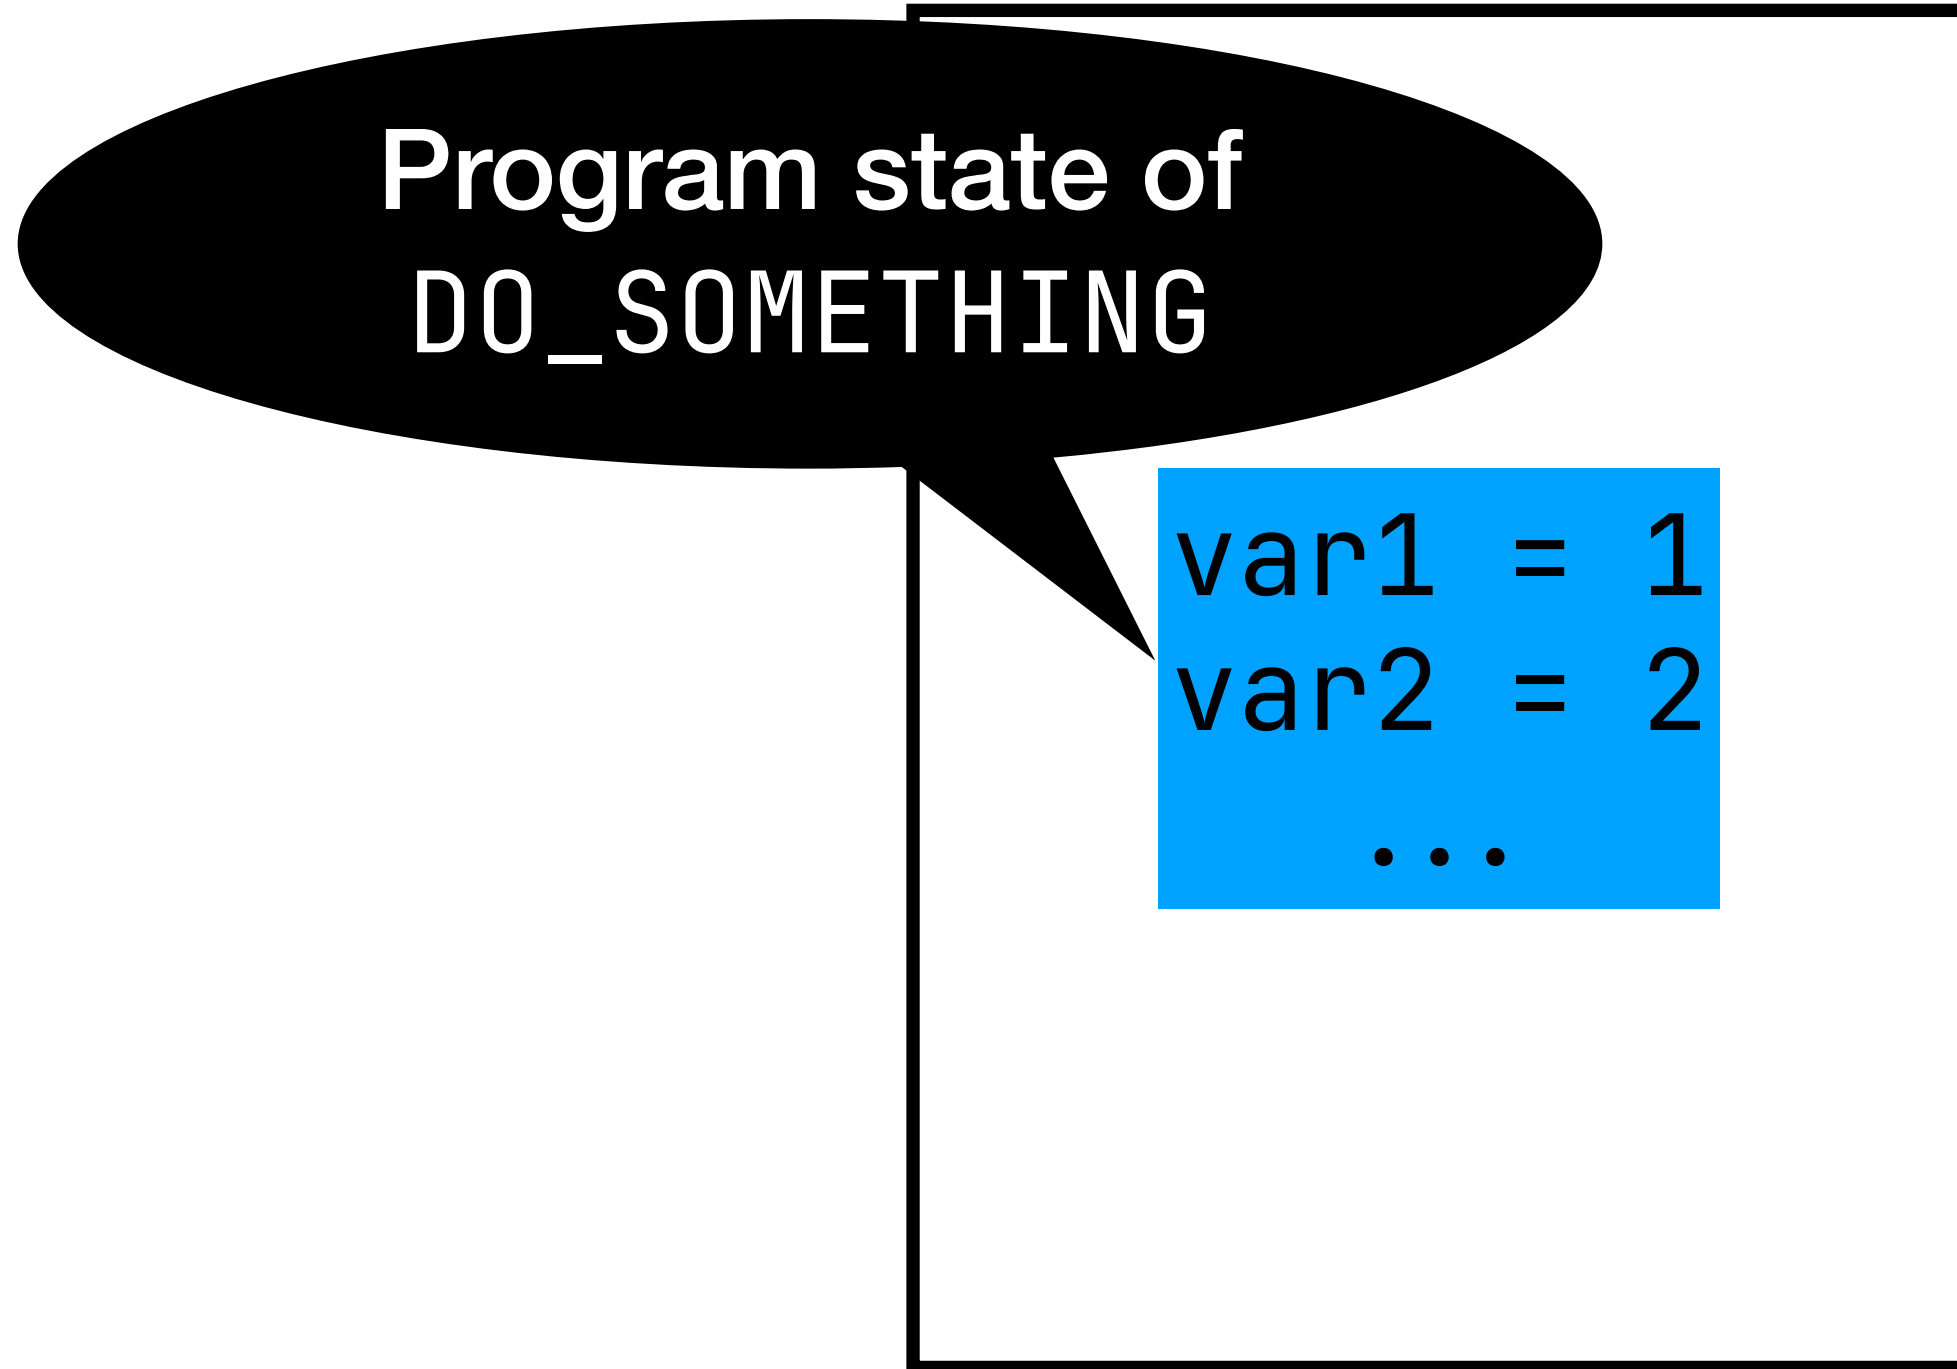 Program state of
DO_SOMETHING
var1 = 1
var2 = 2
...